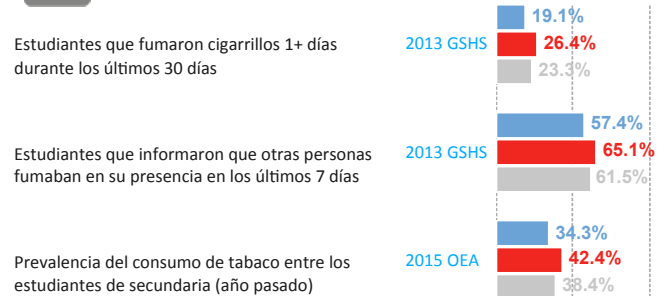 19.1%
Estudiantes que fumaron cigarrillos 1+ días
durante los últimos 30 días
2013 GSHS
26.4%
23.3%
57.4%
Estudiantes que informaron que otras personas
fumaban en su presencia en los últimos 7 días
2013 GSHS
65.1%
61.5%
34.3%
Prevalencia del consumo de tabaco entre los
estudiantes de secundaria (año pasado)
2015 OEA
42.4%
38.4%